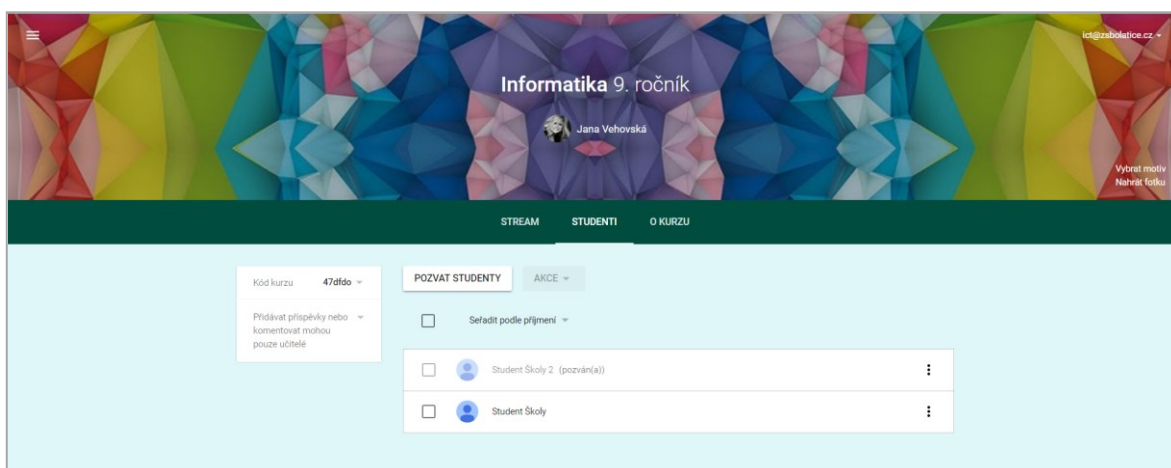 ict@zsbolatice.cz
Informatika 9. ročník
Jana Vehovská
Vybrat motiv
Nahrát fotku
STREAM STUDENTI O KURZU
Kód kurzu 47dfdo
Přidávat příspěvky nebo
komentovat mohou
pouze učitelé
POZVAT STUDENTY AKCE
Seřadit podle příjmení
Student Školy 2 (pozván(a))
Student Školy